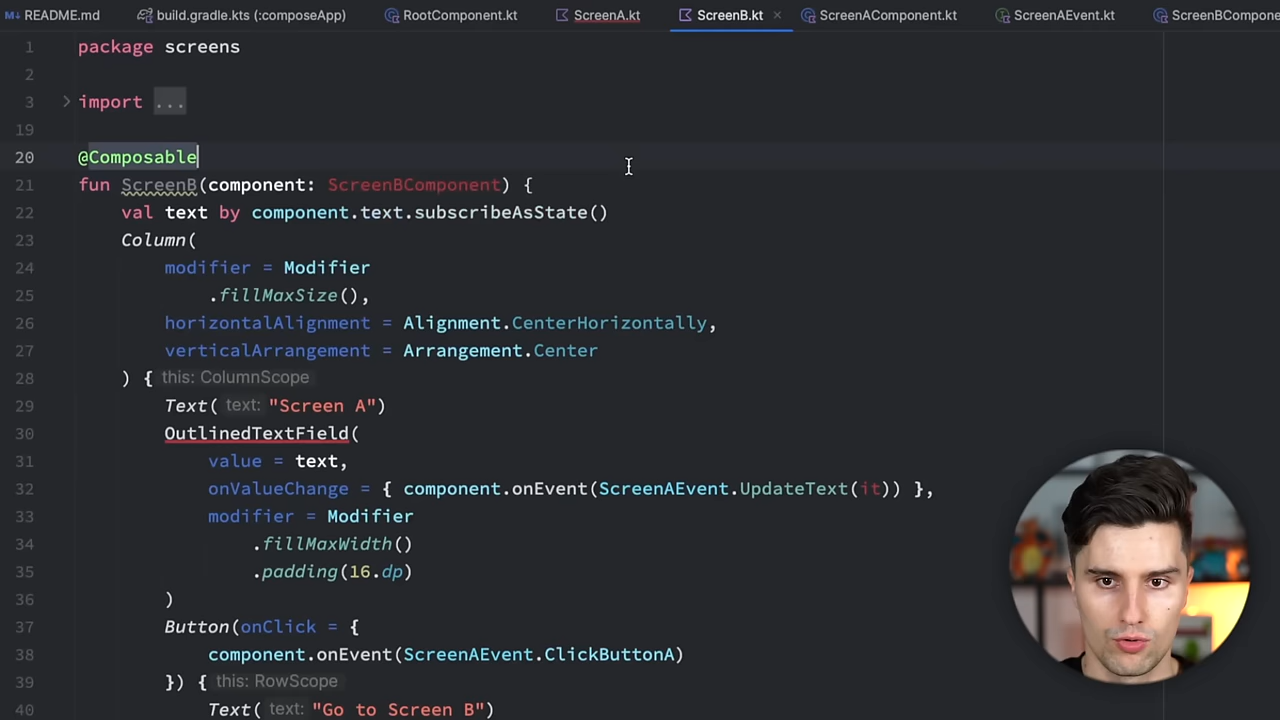 README.md build.gradle.kts (:composeApp) RootComponent.kt ScreenA.kt ScreenB.kt × ScreenAComponent.kt ScreenAEvent.kt ScreenBCompone
1 package screens
2
3 import ...
19
20 @Composable
21 fun ScreenB(component: ScreenBComponent) {
22 val text by component.text.subscribeAsState()
23 Column(
24 modifier = Modifier
25 .fillMaxSize(),
26 horizontalAlignment = Alignment.CenterHorizontally,
27 verticalArrangement = Arrangement.Center
28 ) { this: ColumnScope
29 Text( text: "Screen A")
30 OutlinedTextField(
31 value = text,
32 onValueChange = { component.onEvent(ScreenAEvent.UpdateText(it)) },
33 modifier = Modifier
34 .fillMaxWidth()
35 .padding(16.dp)
36 )
37 Button(onClick = {
38 component.onEvent(ScreenAEvent.ClickButtonA)
39 }) { this: RowScope
40 Text( text: "Go to Screen B")